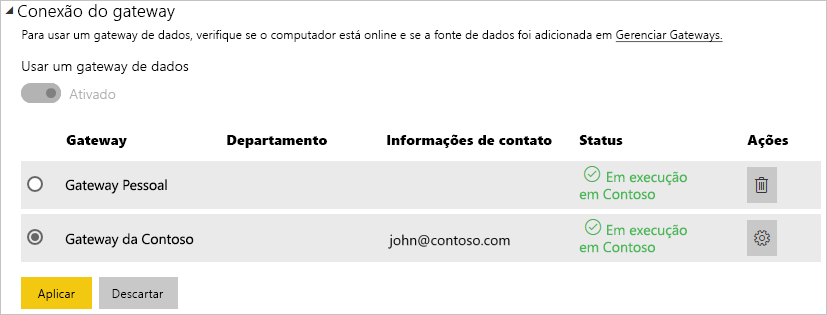 Conexão do gateway
Para usar um gateway de dados, verifique se o computador está online e se a fonte de dados foi adicionada em Gerenciar Gateways.
Usar um gateway de dados
Ativado
Gateway Departamento Informações de contato Status Ações
Gateway Pessoal Em execução
em Contoso
Gateway da Contoso john@contoso.com Em execução
em Contoso
Aplicar Descartar